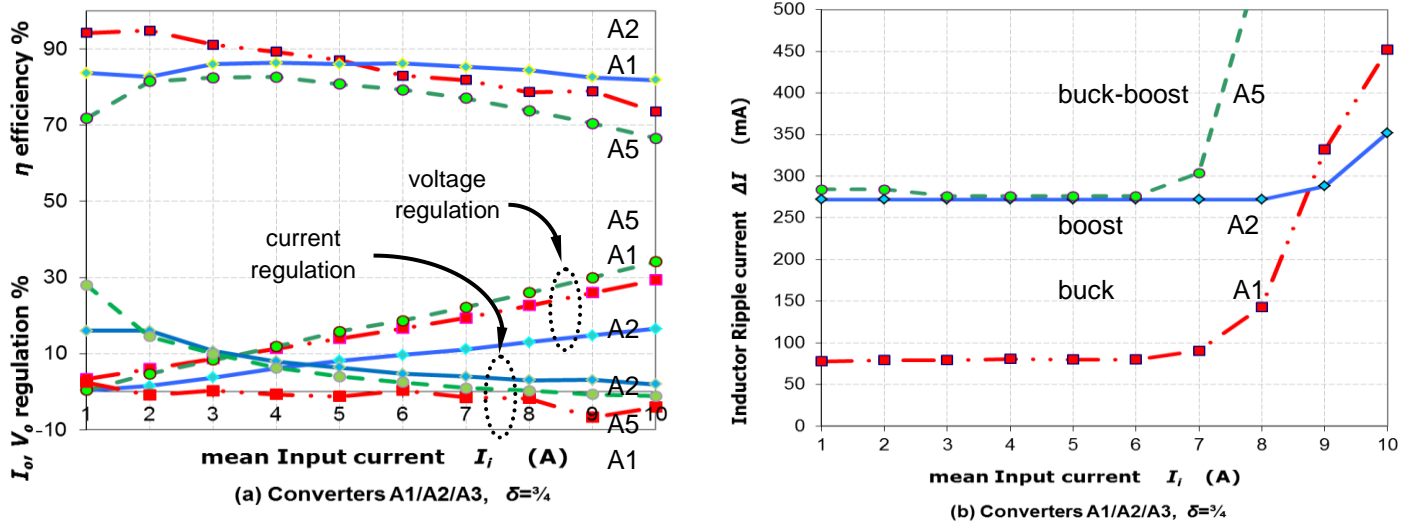 η efficiency %
I_o, V_o regulation %
90
70
50
30
10
-10
1 2 3 4 5 6 7 8 9 10
voltage
regulation
current
regulation
A2
A1
A5
A5
A1
A2
A2
A5
A1
mean Input current I_i (A)
(a) Converters A1/A2/A3, δ=¾
Inductor Ripple current ΔI (mA)
500
450
400
350
300
250
200
150
100
50
0
buck-boost A5
boost A2
buck A1
1 2 3 4 5 6 7 8 9 10
mean Input current I_i (A)
(b) Converters A1/A2/A3, δ=¾